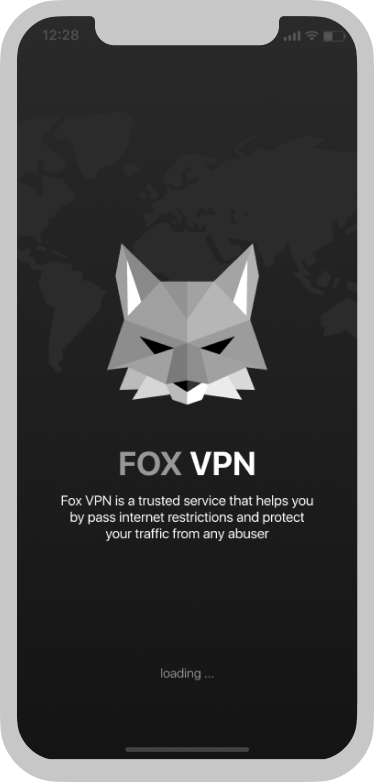 12:28
FOX VPN
Fox VPN is a trusted service that helps you
by pass internet restrictions and protect
your traffic from any abuser
loading ...